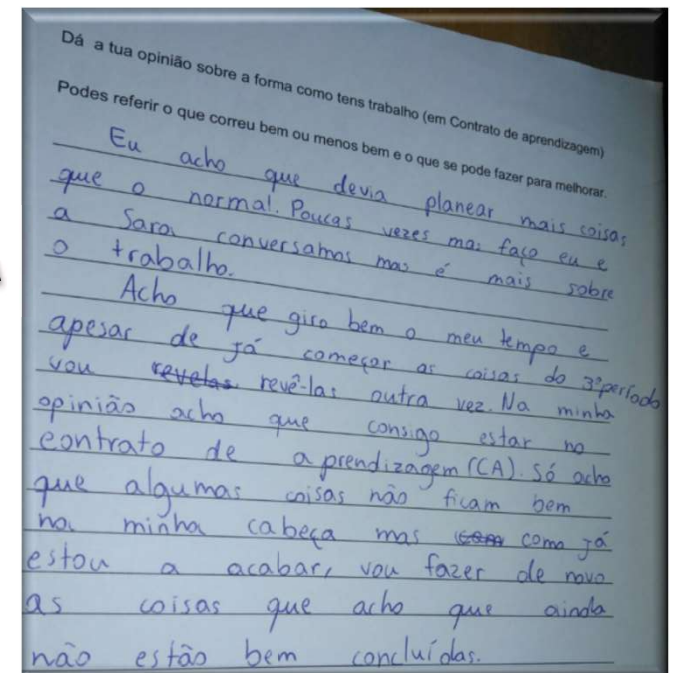 Dá a tua opinião sobre a forma como tens trabalho (em Contrato de aprendizagem)
Podes referir o que correu bem ou menos bem e o que se pode fazer para melhorar.
Eu acho que devia planear mais coisas
que o normal. Poucas vezes mas faço eu e
a Sara conversamos mas é mais sobre
o trabalho.
Acho que giro bem o meu tempo e
apesar de já começar as coisas do 3º período
vou revelas revê-las outra vez. Na minha
opinião acho que consigo estar no
contrato de aprendizagem (CA). Só acho
que algumas coisas não ficam bem
na minha cabeça mas com como já
estou a acabar, vou fazer de novo
as coisas que acho que ainda
não estão bem concluídas.